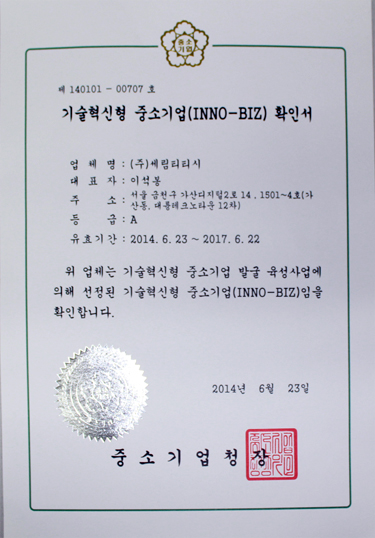 중소
기업
제 140101 - 00707 호
기술혁신형 중소기업(INNO-BIZ) 확인서
업 체 명 : (주)세림티티시
대 표 자 : 이석봉
주 소 : 서울 금천구 가산디지털2로 14 , 1501~4호(가
산동, 대륭테크노타운 12차)
등 급 : A
유효기간 : 2014. 6. 23 ~ 2017. 6. 22
위 업체는 기술혁신형 중소기업 발굴 육성사업에
의해 선정된 기술혁신형 중소기업(INNO-BIZ)임을
확인합니다.
2014년 6월 23일
중소기업청장